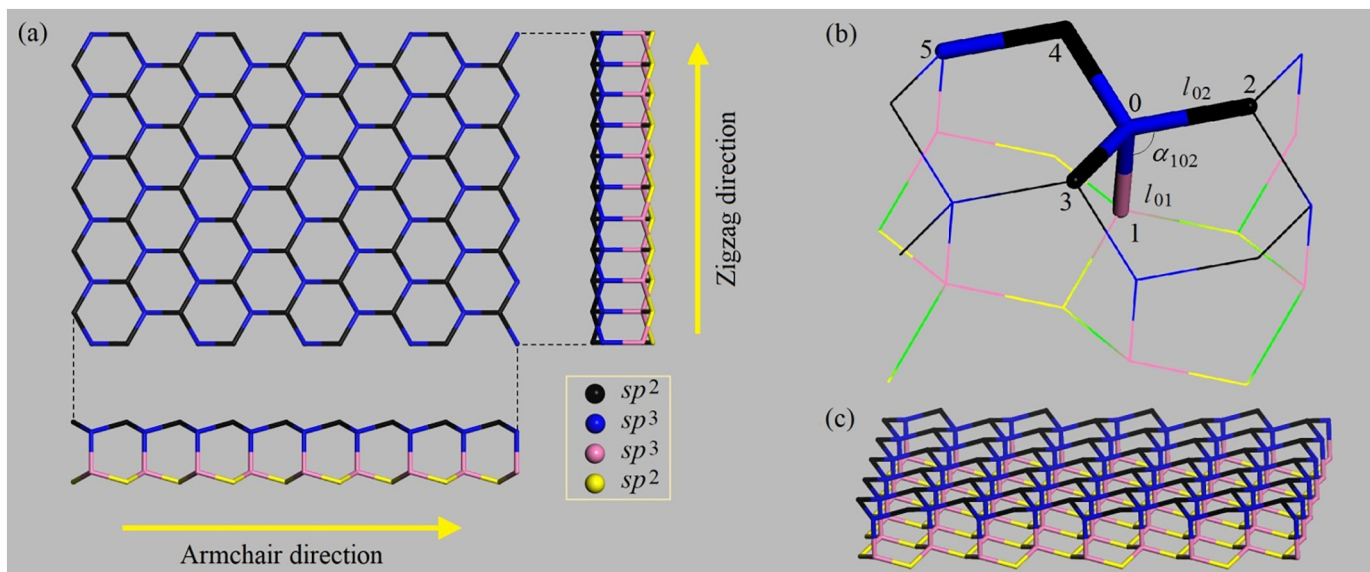 (a)
Zigzag direction
sp²
sp³
sp³
sp²
Armchair direction
(b)
5
4
0
l₀₂
2
α₁₀₂
3
l₀₁
1
(c)